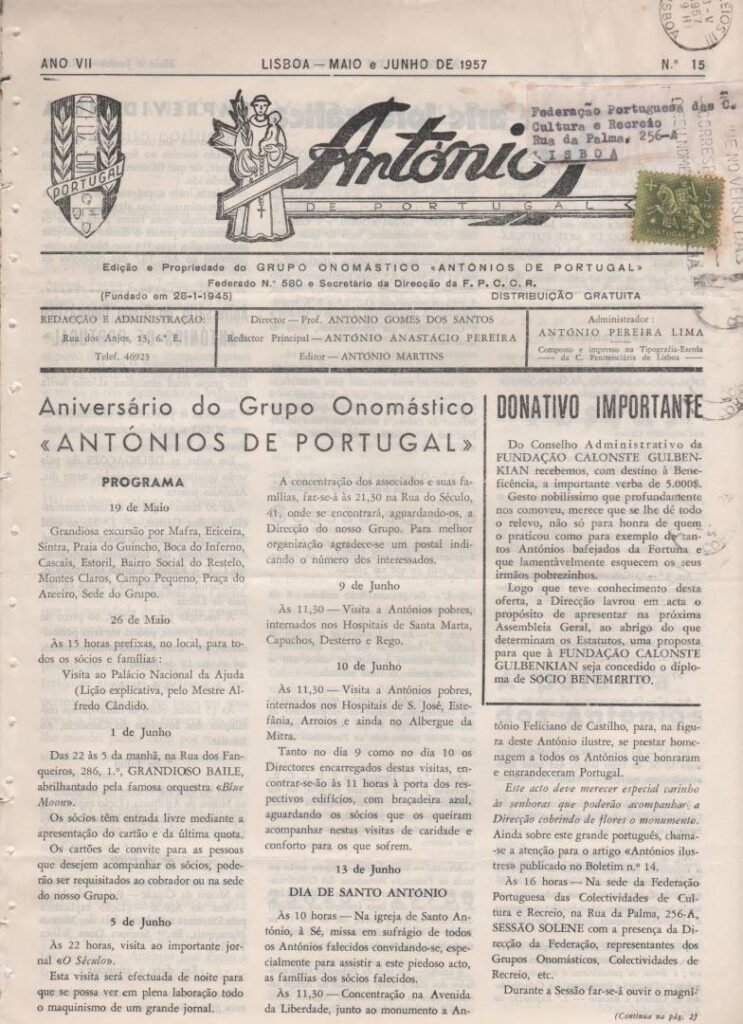 ANO VII
LISBOA — MAIO e JUNHO DE 1957
N.º 15
LISBOA
1957
PORTUGAL
António
DE PORTUGAL
Federação Portuguesa das C.
Cultura e Recreio
Rua da Palma, 256-A
LISBOA
Edição e Propriedade do GRUPO ONOMÁSTICO «ANTÓNIOS DE PORTUGAL»
Federado N.º 580 e Secretário da Direcção da F. P. C. C. R.
(Fundado em 28-1-1945)
DISTRIBUIÇÃO GRATUITA
REDACÇÃO E ADMINISTRAÇÃO:
Rua dos Anjos, 13, 6.º E.
Telef. 46923
Director — Prof. ANTÓNIO GOMES DOS SANTOS
Redactor Principal — ANTÓNIO ANASTÁCIO PEREIRA
Editor — ANTÓNIO MARTINS
Administrador:
ANTÓNIO PEREIRA LIMA
Composto e impresso na Tipografia-Escola
da C. Penitenciária de Lisboa
Aniversário do Grupo Onomástico
«ANTÓNIOS DE PORTUGAL»
PROGRAMA
19 de Maio
Grandiosa excursão por Mafra, Ericeira,
Sintra, Praia do Guincho, Boca do Inferno,
Cascais, Estoril, Bairro Social do Restelo,
Montes Claros, Campo Pequeno, Praça do
Areeiro, Sede do Grupo.
26 de Maio
Às 15 horas prefixas, no local, para to-
dos os sócios e famílias:
Visita ao Palácio Nacional da Ajuda
(Lição explicativa, pelo Mestre Al-
fredo Cândido.
1 de Junho
Das 22 às 5 da manhã, na Rua dos Fan-
queiros, 286, 1.º, GRANDIOSO BAILE,
abrilhantado pela famosa orquestra «Blue
Moon».
Os sócios têm entrada livre mediante a
apresentação do cartão e da última quota.
Os cartões de convite para as pessoas
que desejem acompanhar os sócios, pode-
rão ser requisitados ao cobrador ou na sede
do nosso Grupo.
5 de Junho
Às 22 horas, visita ao importante jor-
nal «O Século».
Esta visita será efectuada de noite para
que se possa ver em plena laboração todo
o maquinismo de um grande jornal.
A concentração dos associados e suas fa-
mílias, far-se-á às 21,30 na Rua do Século,
41, onde se encontrará, aguardando-os, a
Direcção do nosso Grupo. Para melhor
organização agradece-se um postal indi-
cando o número dos interessados.
9 de Junho
Às 11,30 — Visita a Antónios pobres,
internados nos Hospitais de Santa Marta,
Capuchos, Desterro e Rego.
10 de Junho
Às 11,30 — Visita a Antónios pobres,
internados nos Hospitais de S. José, Este-
fânia, Arroios e ainda no Albergue da
Mitra.
Tanto no dia 9 como no dia 10 os
Directores encarregados destas visitas, en-
contrar-se-ão às 11 horas à porta dos res-
pectivos edifícios, com braçadeira azul,
aguardando os sócios que os queiram
acompanhar nestas visitas de caridade e
conforto para os que sofrem.
13 de Junho
DIA DE SANTO ANTONIO
Às 10 horas — Na igreja de Santo An-
tónio, à Sé, missa em sufrágio de todos
os Antónios falecidos convidando-se, espe-
cialmente para assistir a este piedoso acto,
as famílias dos sócios falecidos.
Às 11,30 — Concentração na Avenida
da Liberdade, junto ao monumento a An-
DONATIVO IMPORTANTE
Do Conselho Administrativo da
FUNDAÇÃO CALONSTE GULBEN-
KIAN recebemos, com destino à Bene-
ficência, a importante verba de 5.000$.
Gesto nobilíssimo que profundamente
nos comoveu, merece que se lhe dê todo
o relevo, não só para honra de quem
o praticou como para exemplo de tan-
tos Antónios bafejados da Fortuna e
que lamentàvelmente esquecem os seus
irmãos pobrezinhos.
Logo que teve conhecimento desta
oferta, a Direcção lavrou em acta o
propósito de apresentar na próxima
Assembleia Geral, ao abrigo do que
determinam os Estatutos, uma proposta
para que à FUNDAÇÃO CALONSTE
GULBENKIAN seja concedido o diplo-
ma de SÓCIO BENEMÉRITO.
tónio Feliciano de Castilho, para, na figu-
ra deste António ilustre, se prestar home-
nagem a todos os Antónios que honraram
e engrandeceram Portugal.
Este acto deve merecer especial carinho
às senhoras que poderão acompanhar a
Direcção cobrindo de flores o monumento.
Ainda sobre este grande português, chama-
se a atenção para o artigo «Antónios ilus-
tres» publicado no Boletim n.º 14.
Às 16 horas — Na sede da Federação
Portuguesa das Colectividades de Cul-
tura e Recreio, na Rua da Palma, 256-A,
SESSÃO SOLENE com a presença da Di-
recção da Federação, representantes dos
Grupos Onomásticos, Colectividades de
Recreio, etc.
Durante a Sessão far-se-á ouvir o magní-
(Continua na pág. 2)